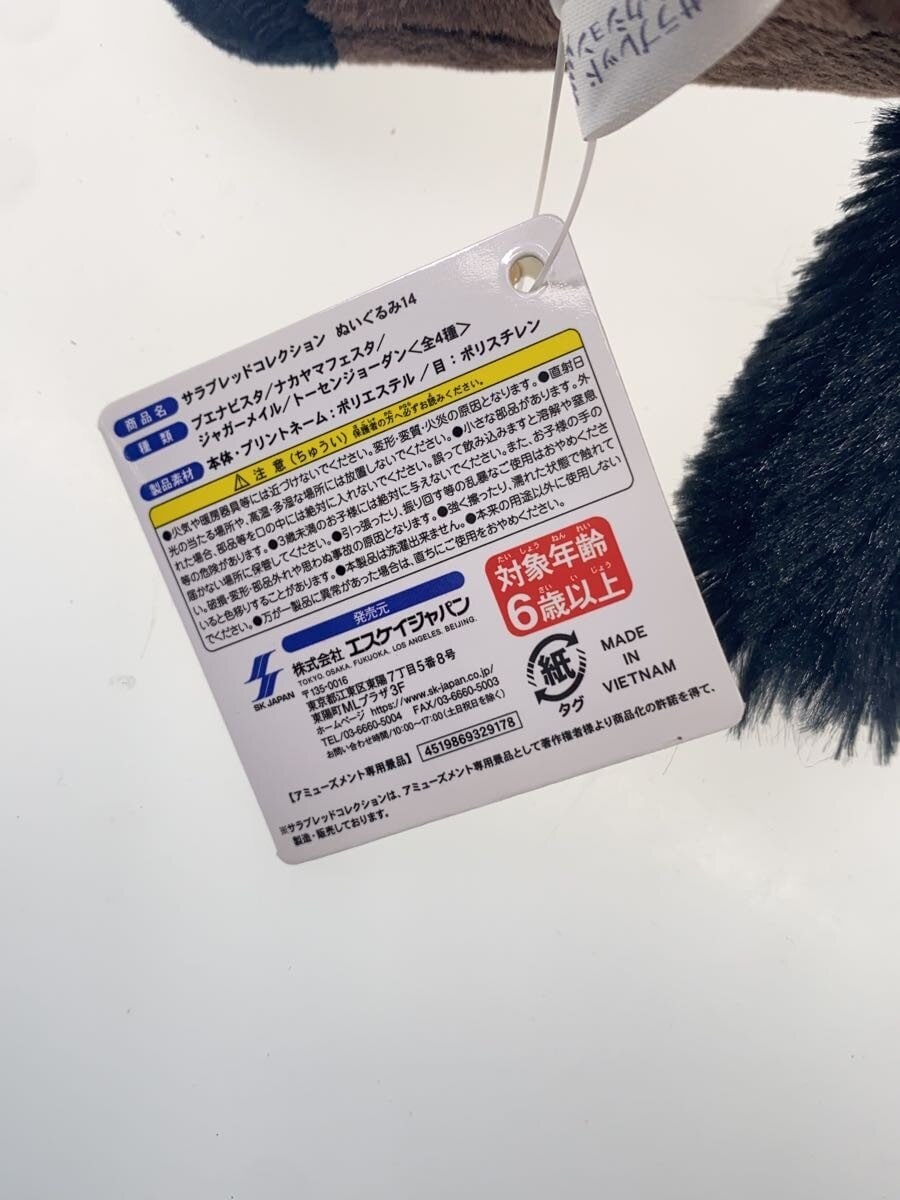 サラブレッド
商品名 サラブレッドコレクション ぬいぐるみ14
種類 ブエナビスタ/ナカヤマフェスタ/
ジャガーメイル/トーセンジョーダン<全4種>
製品素材 本体・プリントネーム:ポリエステル / 目:ポリスチレン
⚠注意(ちゅうい) 保護者の方へ必ずお読みください。
●火気や暖房器具等には近づけないでください。変形・変質・火災の原因となります。●直射日
光の当たる場所や、高温・多湿な場所には放置しないでください。●小さな部品があります。外
れた場合、部品等を口の中には絶対に入れないでください。誤って飲み込みますと溶解や窒息
等の危険があります。●3歳未満のお子様には絶対に与えないでください。また、お子様の手の
届かない場所に保管してください。●引っ張ったり、振り回す等の乱暴なご使用はおやめくださ
い。破損・変形・部品外れや思わぬ事故の原因となります。●強く擦ったり、濡れた状態で触れて
いると色移りすることがあります。●本製品は洗濯出来ません。●本来の用途以外に使用しない
でください。●万が一製品に異常があった場合は、直ちにご使用をおやめください。
発売元
SK JAPAN
株式会社 エスケイジャパン
TOKYO. OSAKA. FUKUOKA. LOS ANGELES. BEIJING.
〒135-0016
東京都江東区東陽7丁目5番8号
東陽町MLプラザ3F
ホームページ https://www.sk-japan.co.jp/
TEL/03-6660-5004 FAX/03-6660-5003
お問い合わせ時間/10:00〜17:00(土日祝日を除く)
たいしょうねんれい
対象年齢
さいいじょう
6歳以上
紙
タグ
MADE
IN
VIETNAM
【アミューズメント専用景品】 4519869329178
※サラブレッドコレクションは、アミューズメント専用景品として著作権者様より商品化の許諾を得て、
製造・販売しております。